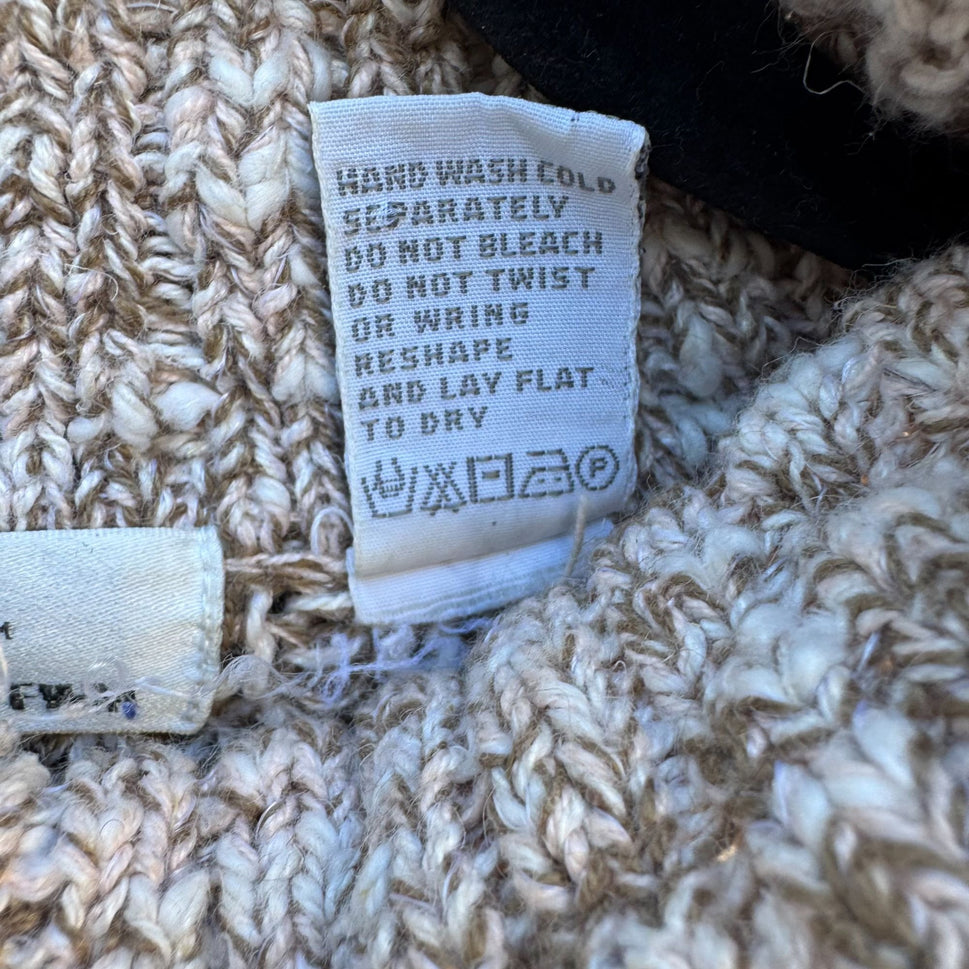 HAND WASH COLD
SEPARATELY
DO NOT BLEACH
DO NOT TWIST
OR WRING
RESHAPE
AND LAY FLAT
TO DRY
P